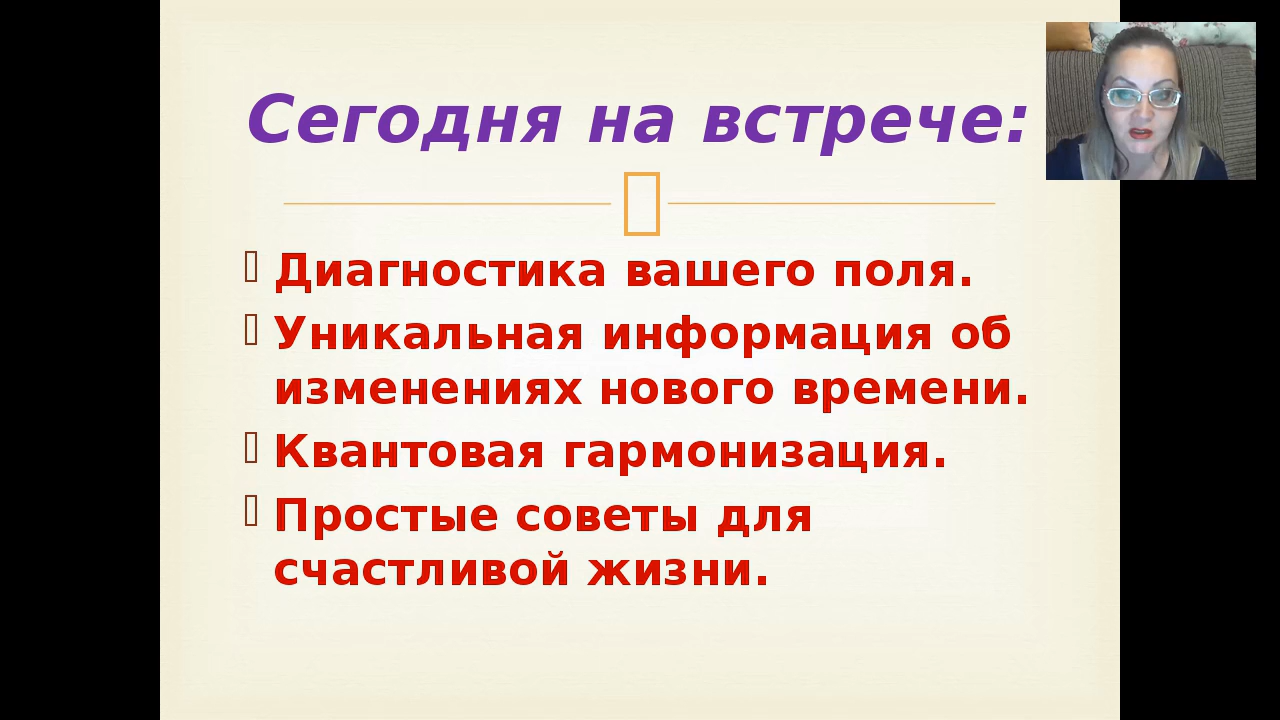 Сегодня на встрече:
Диагностика вашего поля.
Уникальная информация об
изменениях нового времени.
Квантовая гармонизация.
Простые советы для
счастливой жизни.